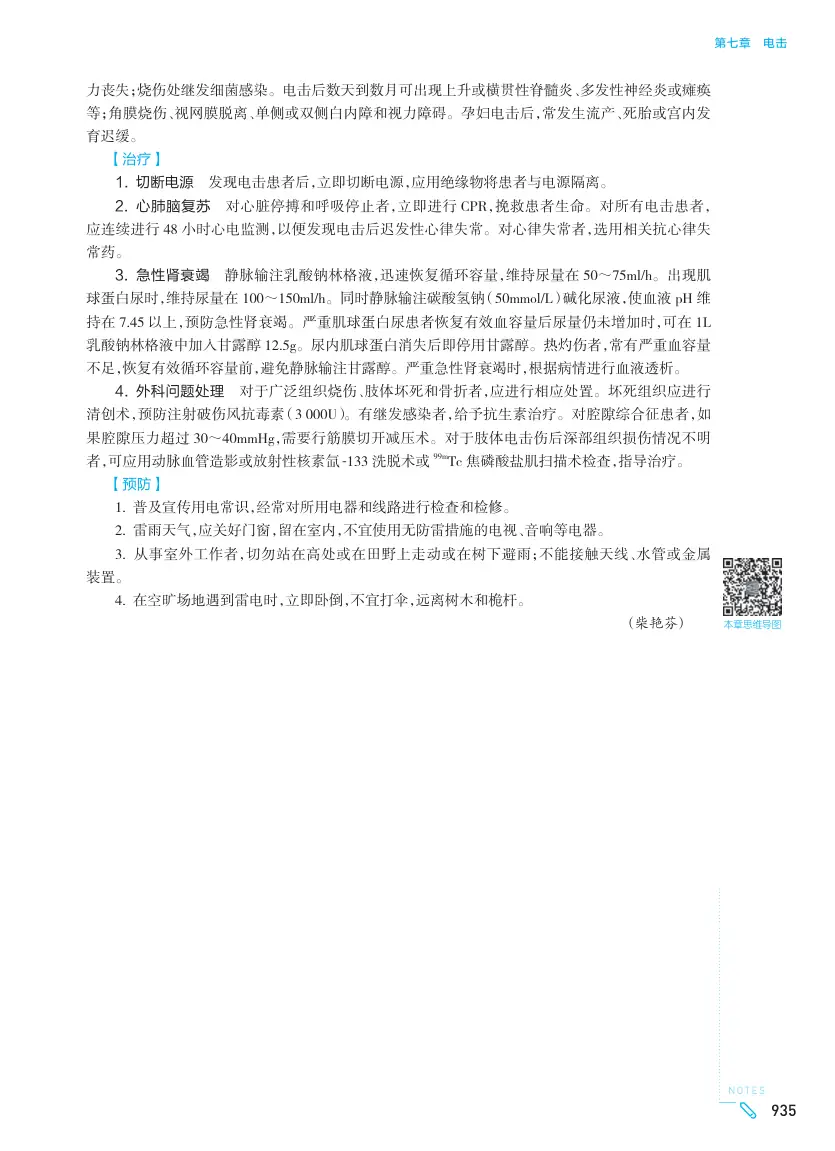 第七章 电击
力丧失；烧伤处继发细菌感染。电击后数天到数月可出现上升或横贯性脊髓炎、多发性神经炎或瘫痪
等；角膜烧伤、视网膜脱离、单侧或双侧白内障和视力障碍。孕妇电击后，常发生流产、死胎或宫内发
育迟缓。
【治疗】
1. 切断电源 发现电击患者后，立即切断电源，应用绝缘物将患者与电源隔离。
2. 心肺脑复苏 对心脏停搏和呼吸停止者，立即进行 CPR，挽救患者生命。对所有电击患者，
应连续进行 48 小时心电监测，以便发现电击后迟发性心律失常。对心律失常者，选用相关抗心律失
常药。
3. 急性肾衰竭 静脉输注乳酸钠林格液，迅速恢复循环容量，维持尿量在 50～75ml/h。出现肌
球蛋白尿时，维持尿量在 100～150ml/h。同时静脉输注碳酸氢钠（50mmol/L）碱化尿液，使血液 pH 维
持在 7.45 以上，预防急性肾衰竭。严重肌球蛋白尿患者恢复有效血容量后尿量仍未增加时，可在 1L
乳酸钠林格液中加入甘露醇 12.5g。尿内肌球蛋白消失后即停用甘露醇。热灼伤者，常有严重血容量
不足，恢复有效循环容量前，避免静脉输注甘露醇。严重急性肾衰竭时，根据病情进行血液透析。
4. 外科问题处理 对于广泛组织烧伤、肢体坏死和骨折者，应进行相应处置。坏死组织应进行
清创术，预防注射破伤风抗毒素（3 000U）。有继发感染者，给予抗生素治疗。对腔隙综合征患者，如
果腔隙压力超过 30～40mmHg，需要行筋膜切开减压术。对于肢体电击伤后深部组织损伤情况不明
者，可应用动脉血管造影或放射性核素氙-133 洗脱术或 ⁹⁹ᵐTc 焦磷酸盐肌扫描术检查，指导治疗。
【预防】
1. 普及宣传用电常识，经常对所用电器和线路进行检查和检修。
2. 雷雨天气，应关好门窗，留在室内，不宜使用无防雷措施的电视、音响等电器。
3. 从事室外工作者，切勿站在高处或在田野上走动或在树下避雨；不能接触天线、水管或金属
装置。
4. 在空旷场地遇到雷电时，立即卧倒，不宜打伞，远离树木和桅杆。
（柴艳芬）
本章思维导图
NOTES
935